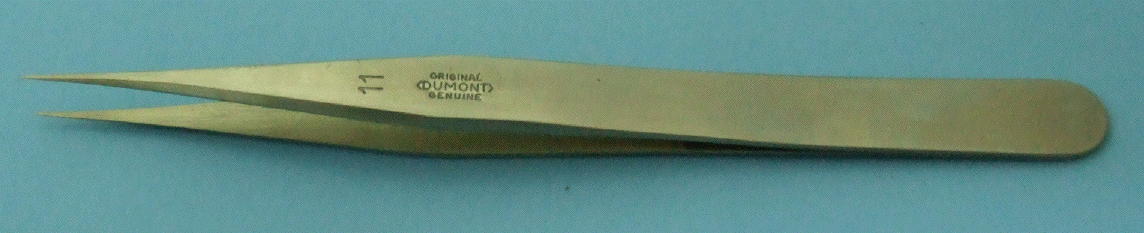 11
ORIGINAL
DUMONT
GENUINE